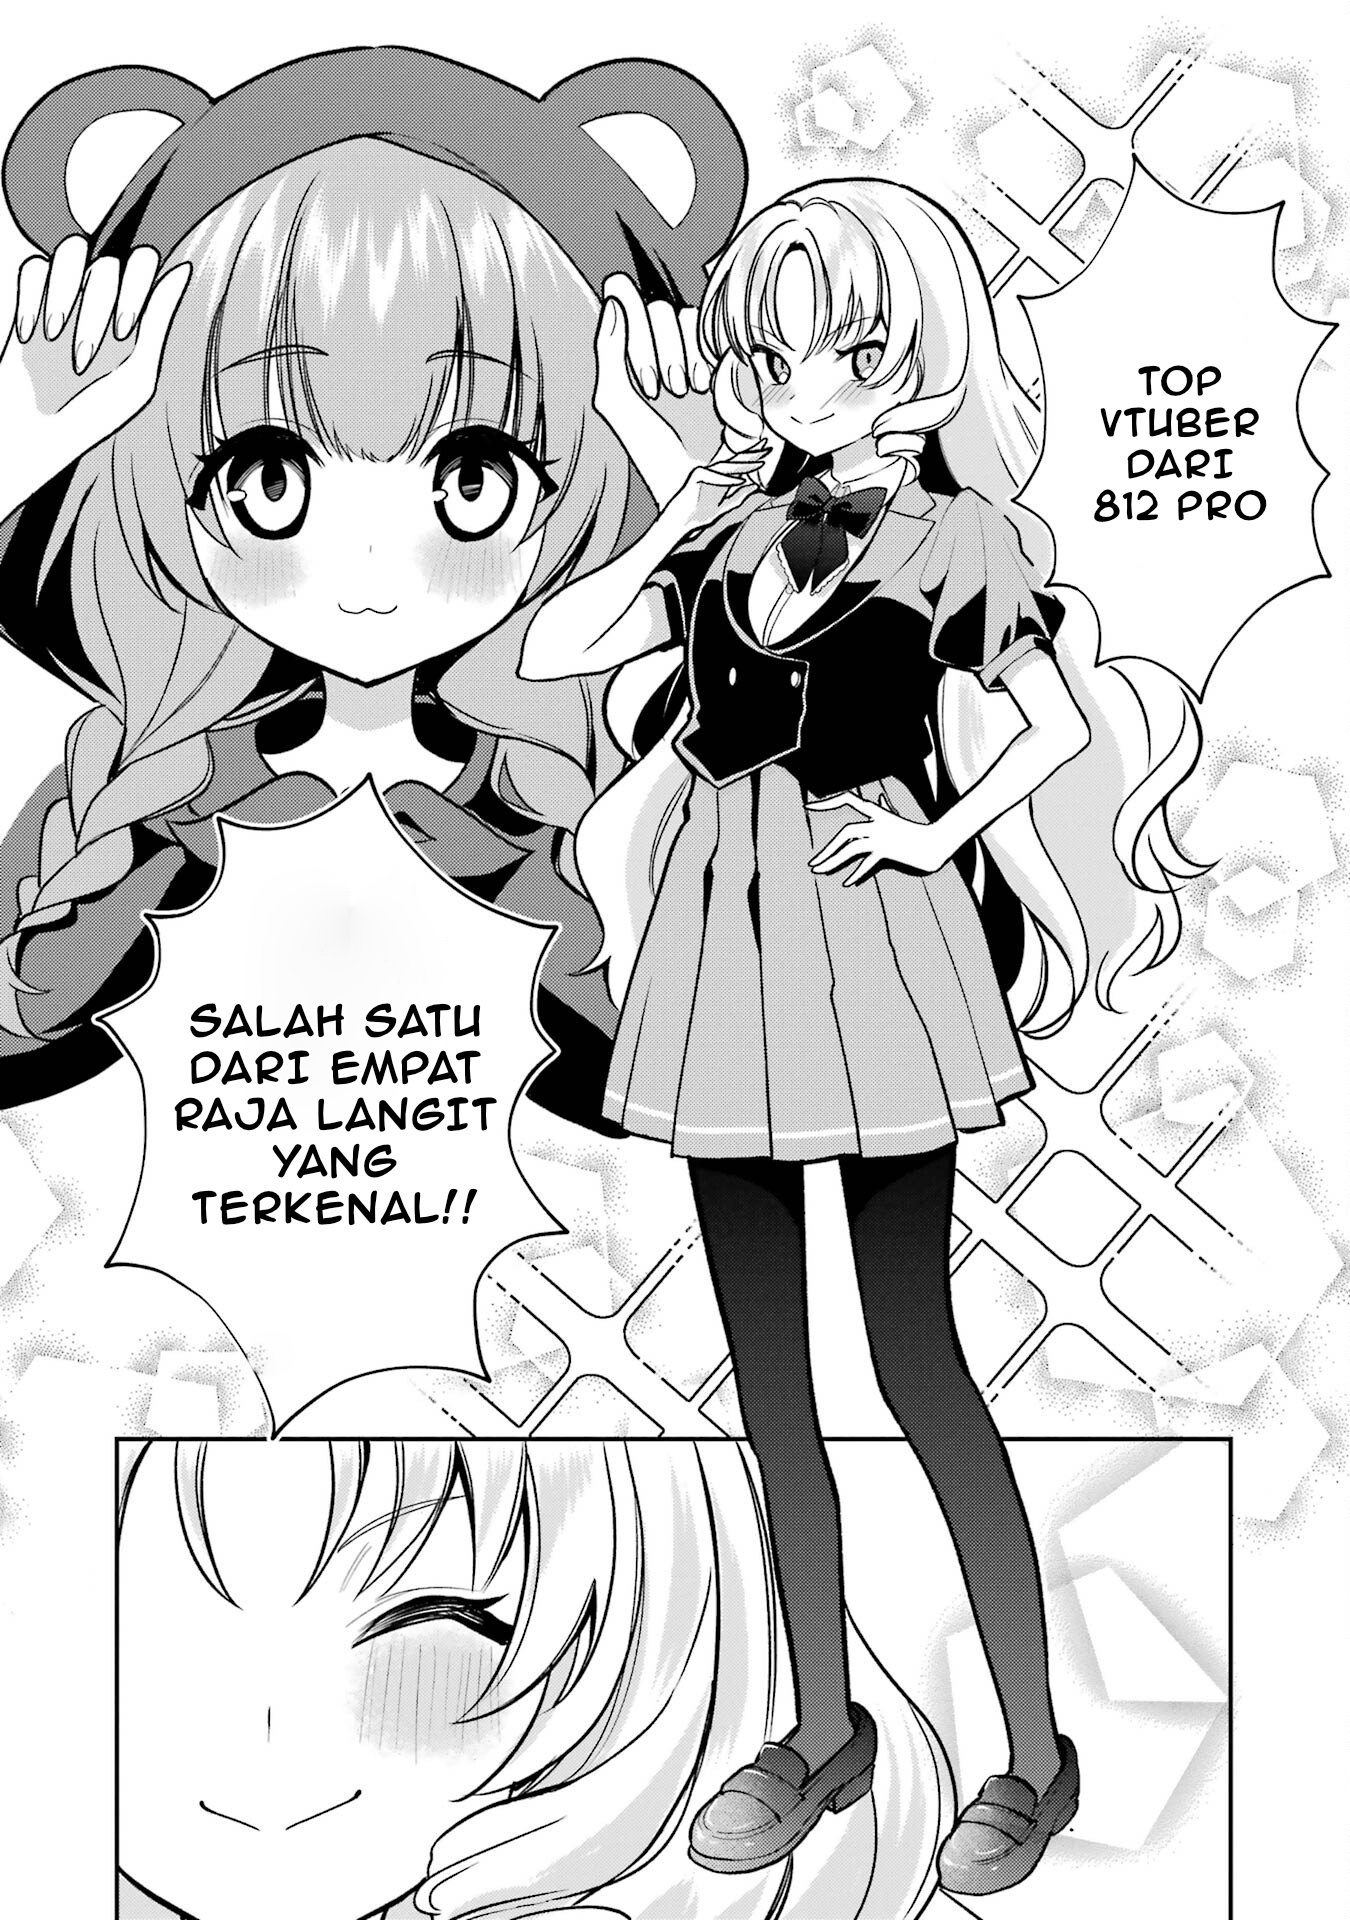 TOP
VTUBER
DARI
812 PRO
SALAH SATU
DARI EMPAT
RAJA LANGIT
YANG
TERKENAL!!